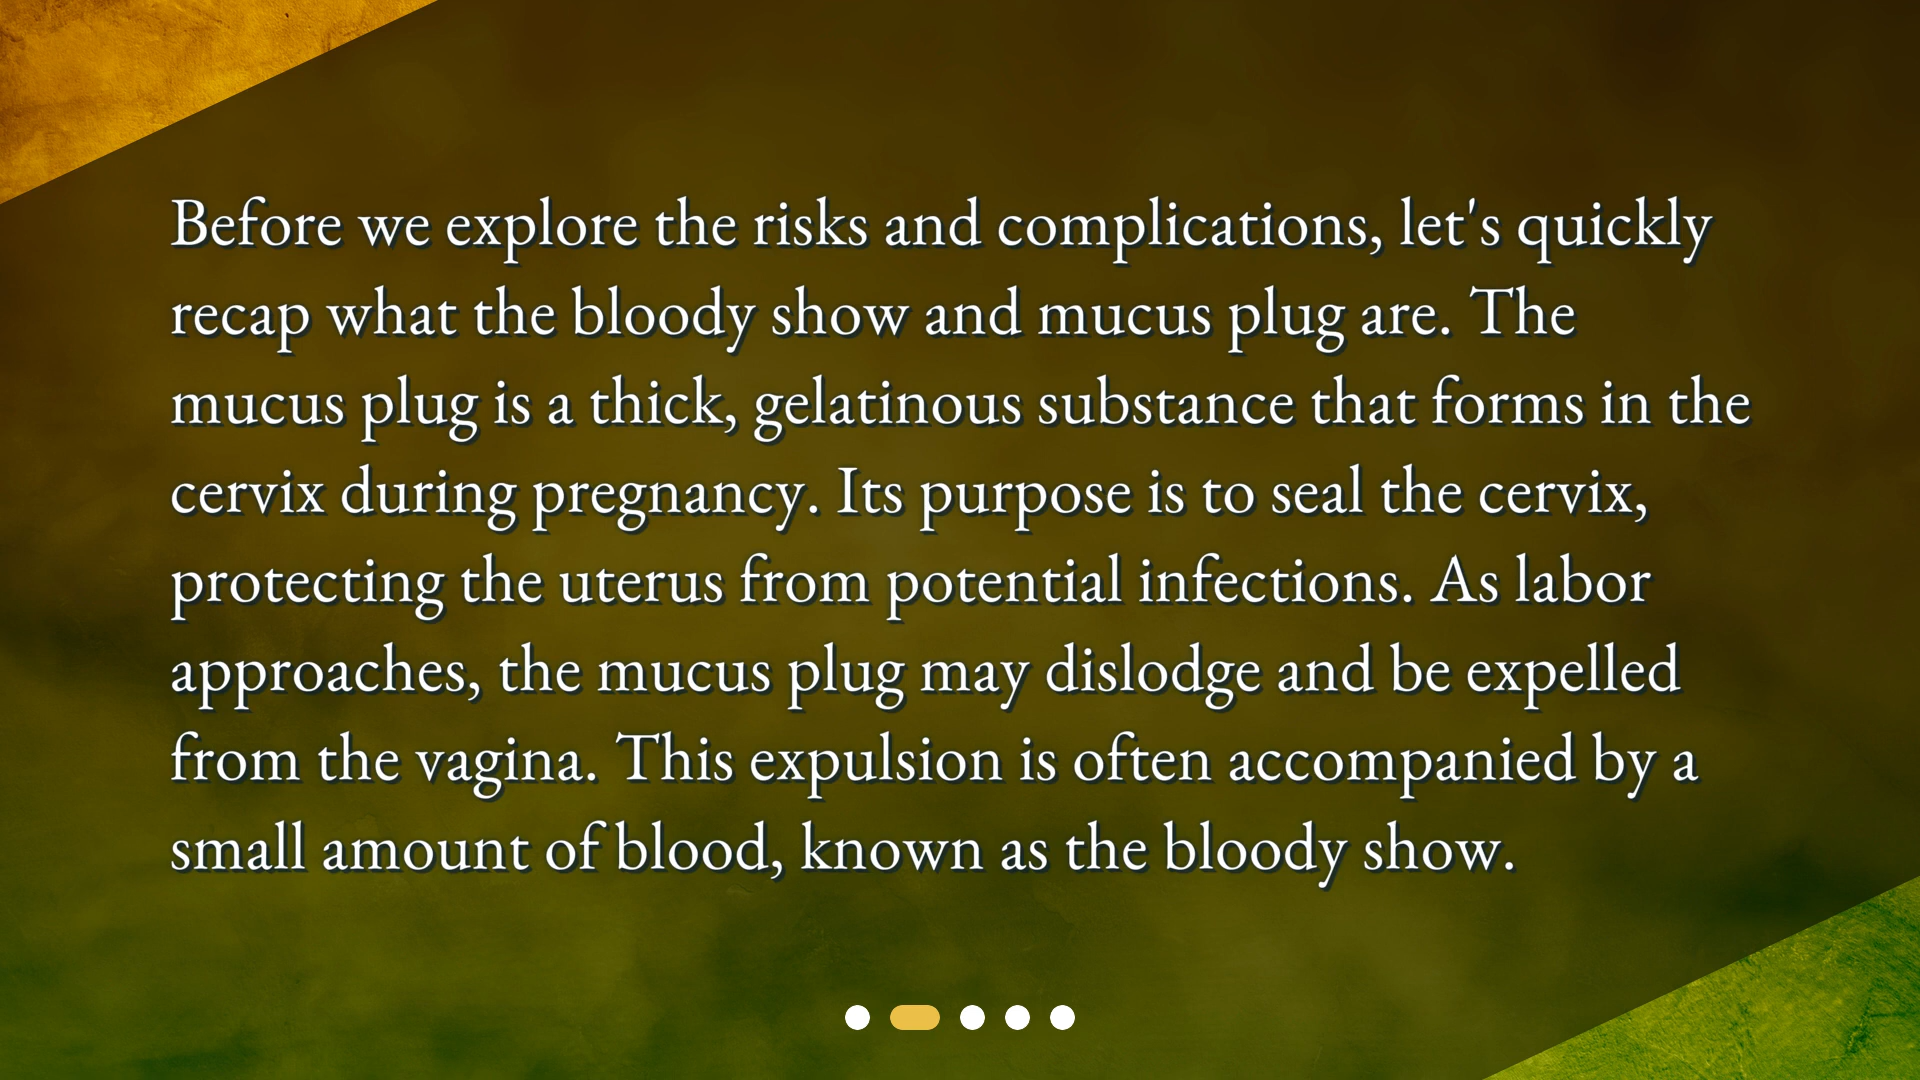 Before we explore the risks and complications, let's quickly
recap what the bloody show and mucus plug are. The
mucus plug is a thick, gelatinous substance that forms in the
cervix during pregnancy. Its purpose is to seal the cervix,
protecting the uterus from potential infections. As labor
approaches, the mucus plug may dislodge and be expelled
from the vagina. This expulsion is often accompanied by a
small amount of blood, known as the bloody show.